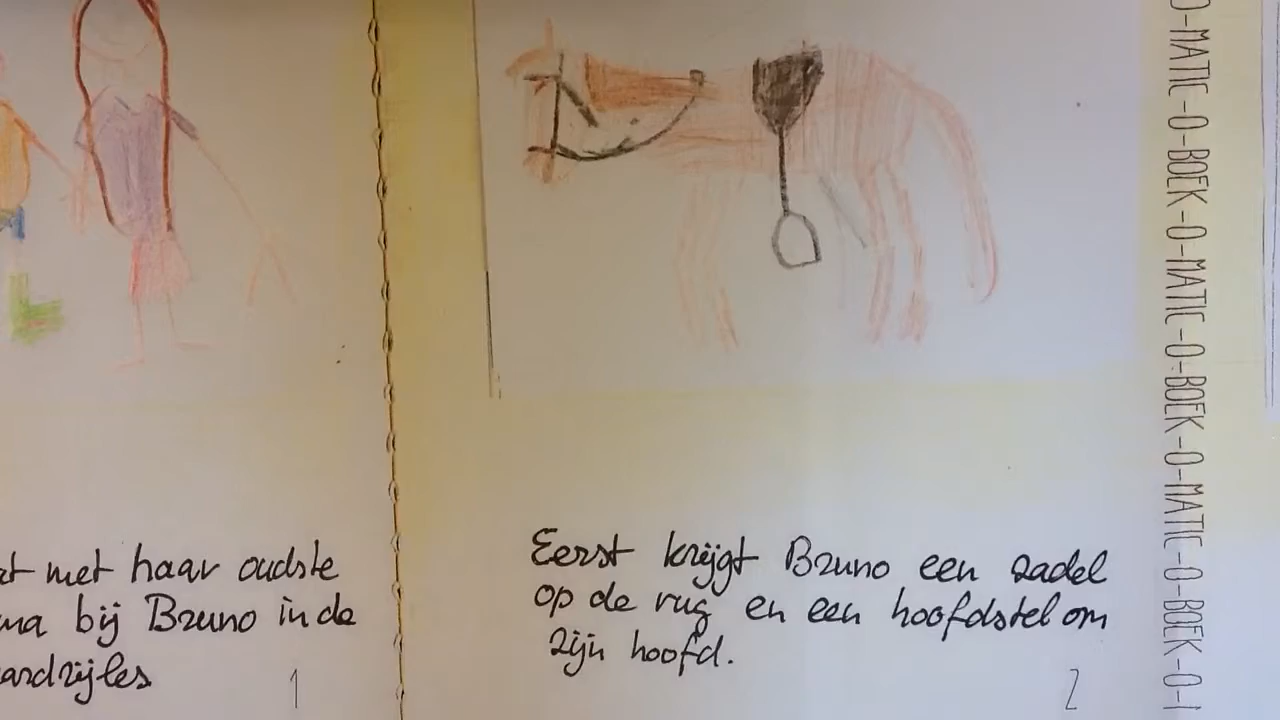 at met haar oudste
ma bij Bruno in de
aardrijles
1
Eerst krijgt Bruno een zadel
op de rug en een hoofdstel om
zijn hoofd.
2
O-MATIC-O-BOEK-O-MATIC-O-BOEK-O-MATIC-O-BOEK-O-